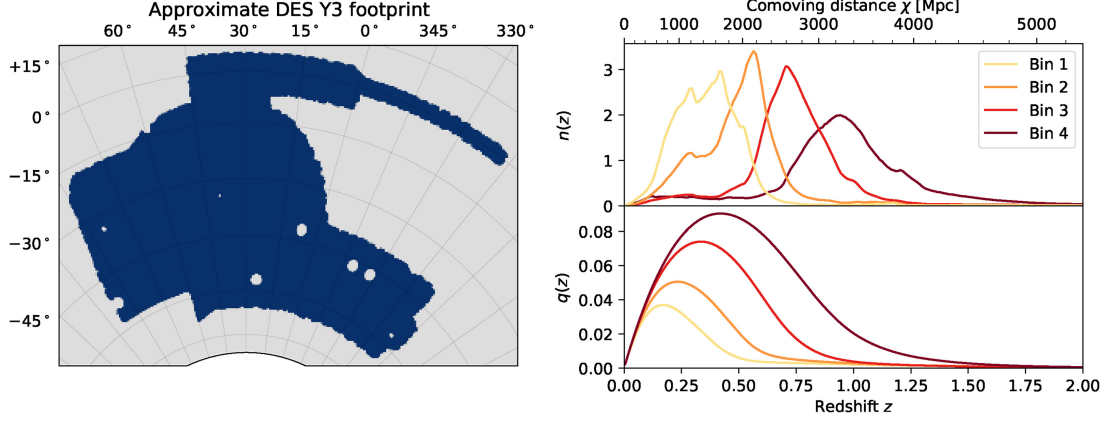 Approximate DES Y3 footprint
60° 45° 30° 15° 0° 345° 330°
+15°
0°
−15°
−30°
−45°
Comoving distance χ [Mpc]
0 1000 2000 3000 4000 5000
n(z)
3
2
1
0
Bin 1
Bin 2
Bin 3
Bin 4
q(z)
0.08
0.06
0.04
0.02
0.00
0.00 0.25 0.50 0.75 1.00 1.25 1.50 1.75 2.00
Redshift z